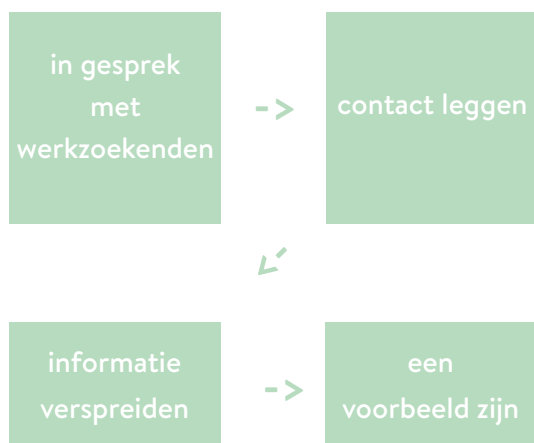 in gesprek
met
werkzoekenden
->
contact leggen
informatie
verspreiden
->
een
voorbeeld zijn